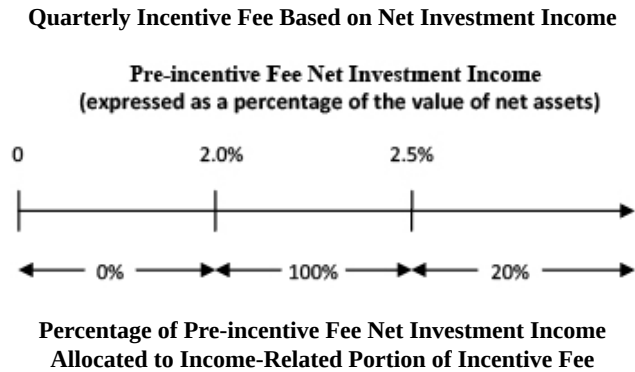 Quarterly Incentive Fee Based on Net Investment Income
Pre-incentive Fee Net Investment Income
(expressed as a percentage of the value of net assets)
0 2.0% 2.5%
0% 100% 20%
Percentage of Pre-incentive Fee Net Investment Income
Allocated to Income-Related Portion of Incentive Fee